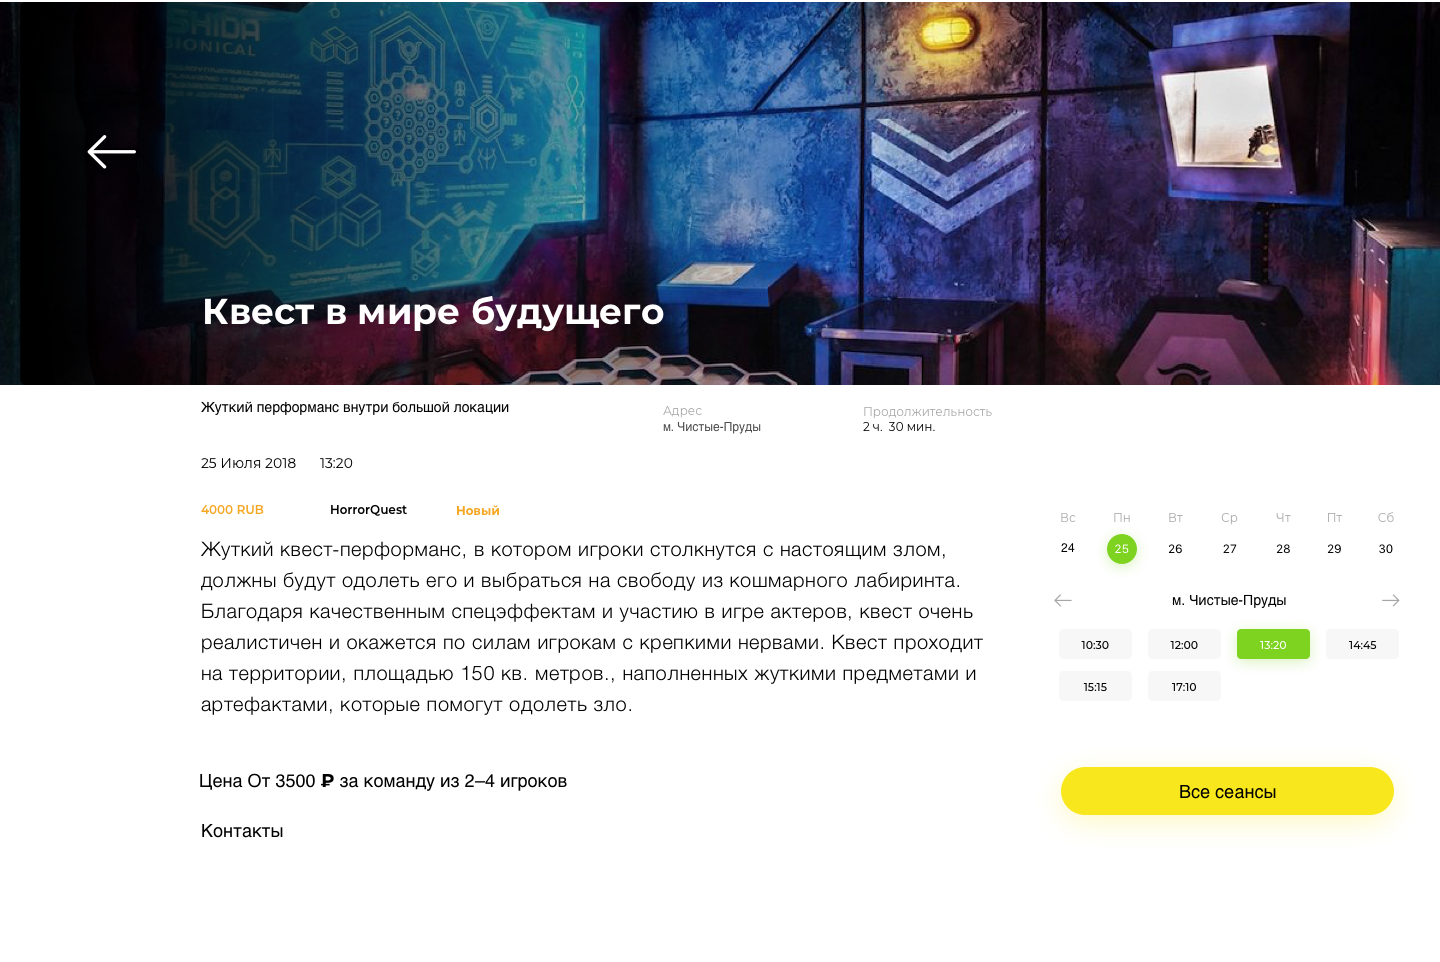 SHIDA
BIONICAL
Квест в мире будущего
Жуткий перформанс внутри большой локации
Адрес
м. Чистые-Пруды
Продолжительность
2 ч. 30 мин.
25 Июля 2018 13:20
4000 RUB HorrorQuest Новый
Жуткий квест-перформанс, в котором игроки столкнутся с настоящим злом,
должны будут одолеть его и выбраться на свободу из кошмарного лабиринта.
Благодаря качественным спецэффектам и участию в игре актеров, квест очень
реалистичен и окажется по силам игрокам с крепкими нервами. Квест проходит
на территории, площадью 150 кв. метров., наполненных жуткими предметами и
артефактами, которые помогут одолеть зло.
Цена От 3500 ₽ за команду из 2–4 игроков
Контакты
Вс Пн Вт Ср Чт Пт Сб
24 25 26 27 28 29 30
м. Чистые-Пруды
10:30 12:00 13:20 14:45
15:15 17:10
Все сеансы